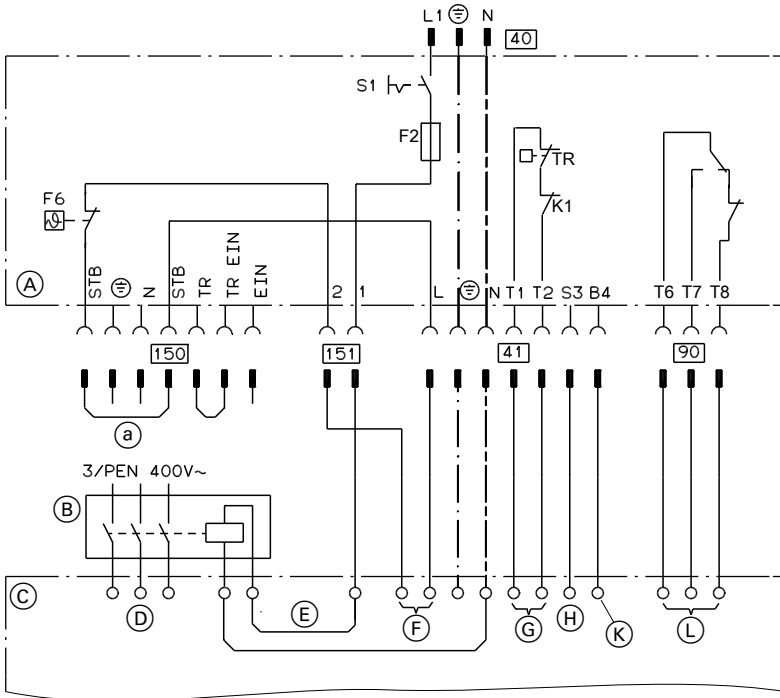 L1 ⏚ N 40
S1
F2
TR
F6
K1
A STB ⏚ N STB TR TR EIN EIN 2 1 L ⏚ N T1 T2 S3 B4 T6 T7 T8
150 151 41 90
a
3/PEN 400V~
B
C D E F G H K L